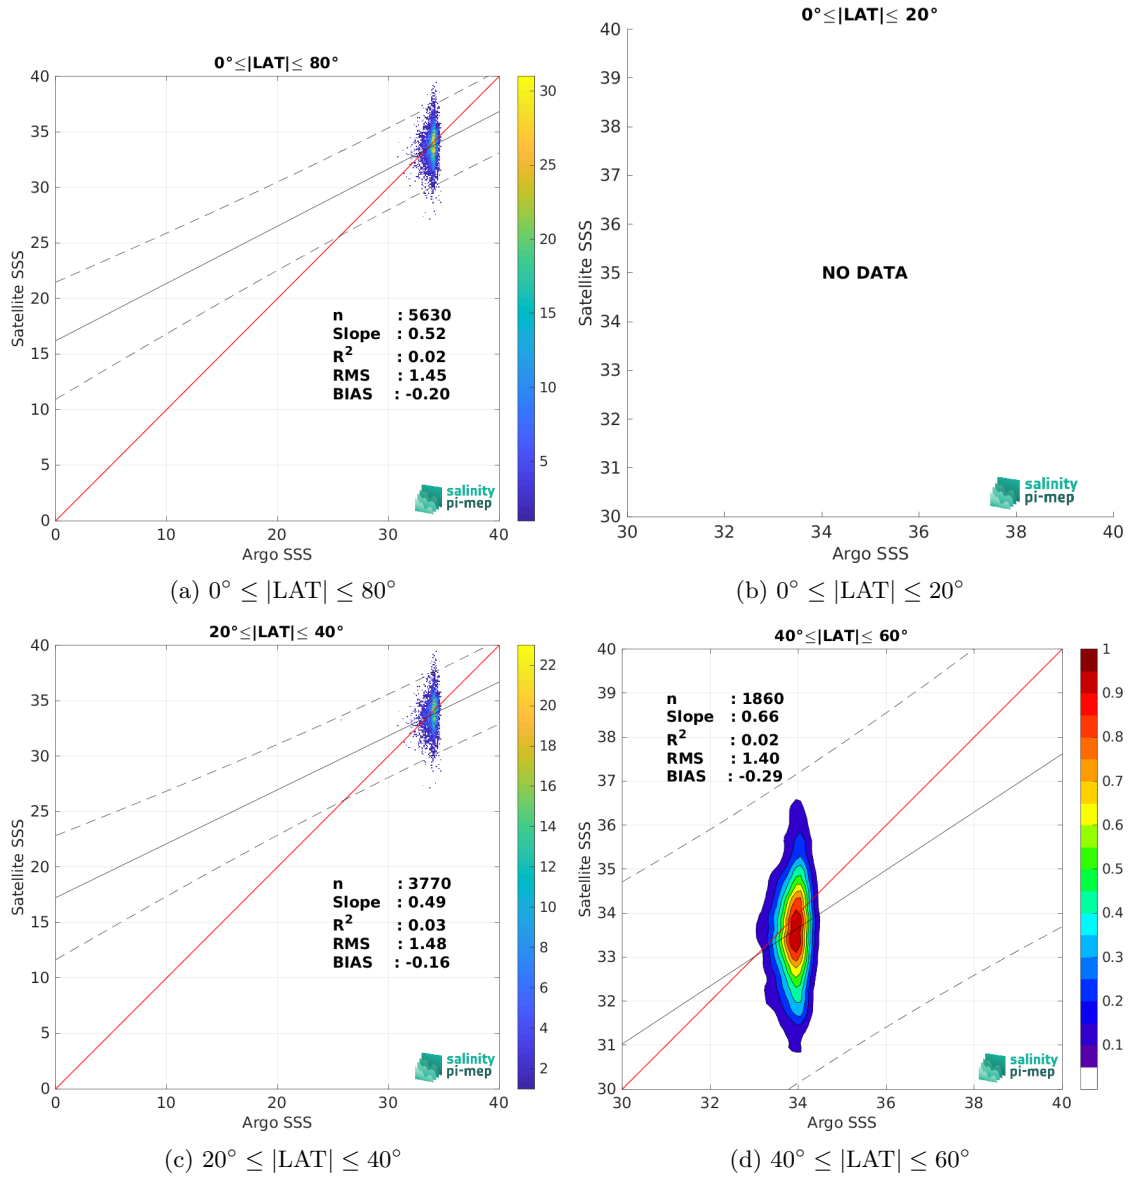 0°≤|LAT|≤ 80°
40
35
30
25
20
15
10
5
0
0
10
20
30
40
Satellite SSS
Argo SSS
n : 5630
Slope : 0.52
R² : 0.02
RMS : 1.45
BIAS : -0.20
salinity
pi-mep
30
25
20
15
10
5
(a) 0° ≤ |LAT| ≤ 80°
0°≤|LAT|≤ 20°
40
39
38
37
36
35
34
33
32
31
30
30
32
34
36
38
40
Satellite SSS
Argo SSS
NO DATA
salinity
pi-mep
(b) 0° ≤ |LAT| ≤ 20°
20°≤|LAT|≤ 40°
40
35
30
25
20
15
10
5
0
0
10
20
30
40
Satellite SSS
Argo SSS
n : 3770
Slope : 0.49
R² : 0.03
RMS : 1.48
BIAS : -0.16
salinity
pi-mep
22
20
18
16
14
12
10
8
6
4
2
(c) 20° ≤ |LAT| ≤ 40°
40°≤|LAT|≤ 60°
40
39
38
37
36
35
34
33
32
31
30
30
32
34
36
38
40
Satellite SSS
Argo SSS
n : 1860
Slope : 0.66
R² : 0.02
RMS : 1.40
BIAS : -0.29
salinity
pi-mep
1
0.9
0.8
0.7
0.6
0.5
0.4
0.3
0.2
0.1
(d) 40° ≤ |LAT| ≤ 60°